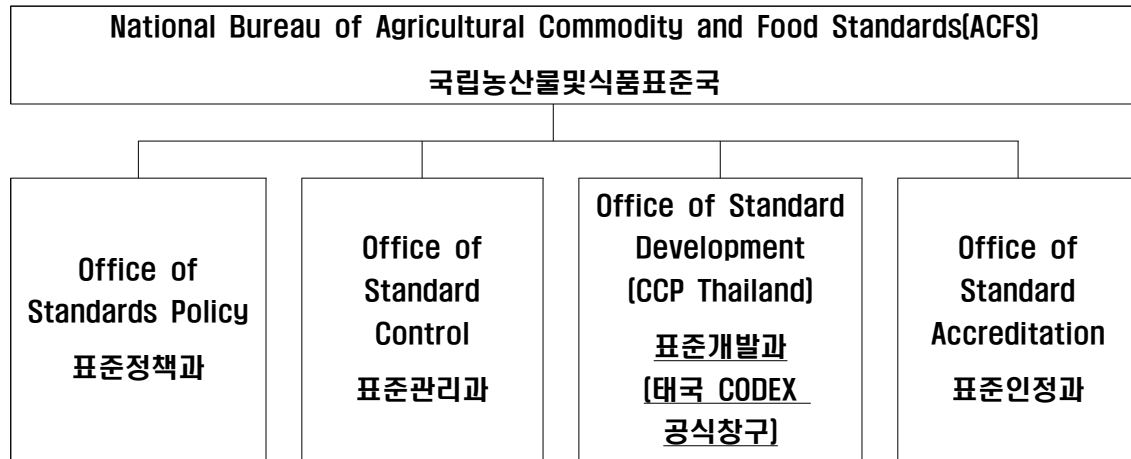 National Bureau of Agricultural Commodity and Food Standards(ACFS)
국립농산물및식품표준국
Office of
Standards Policy
표준정책과
Office of
Standard
Control
표준관리과
Office of Standard
Development
(CCP Thailand)
표준개발과
(태국 CODEX
공식창구)
Office of
Standard
Accreditation
표준인정과